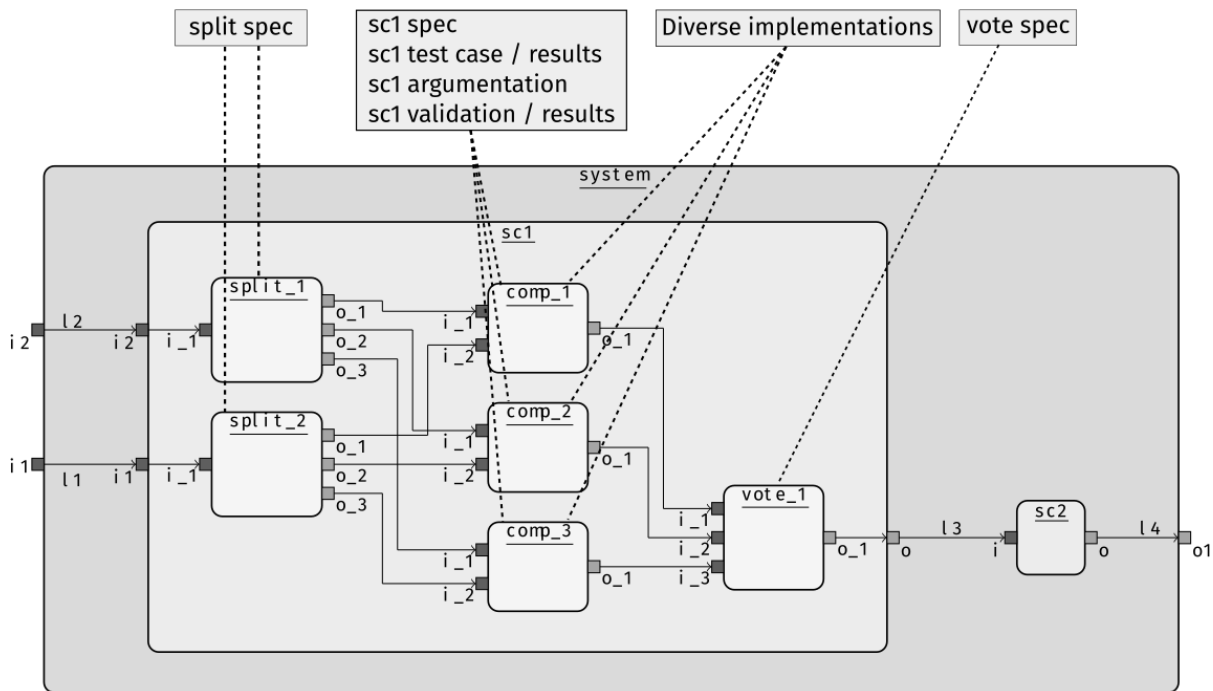 split spec
sc1 spec
sc1 test case / results
sc1 argumentation
sc1 validation / results
Diverse implementations
vote spec
system
sc1
split_1
o_1
o_2
o_3
i_1
i2
l2
i2
split_2
o_1
o_2
o_3
i_1
i1
l1
i1
comp_1
i_1
i_2
o_1
comp_2
i_1
i_2
o_1
comp_3
i_1
i_2
o_1
vote_1
i_1
i_2
i_3
o_1
o
l3
i
sc2
o
l4
o1